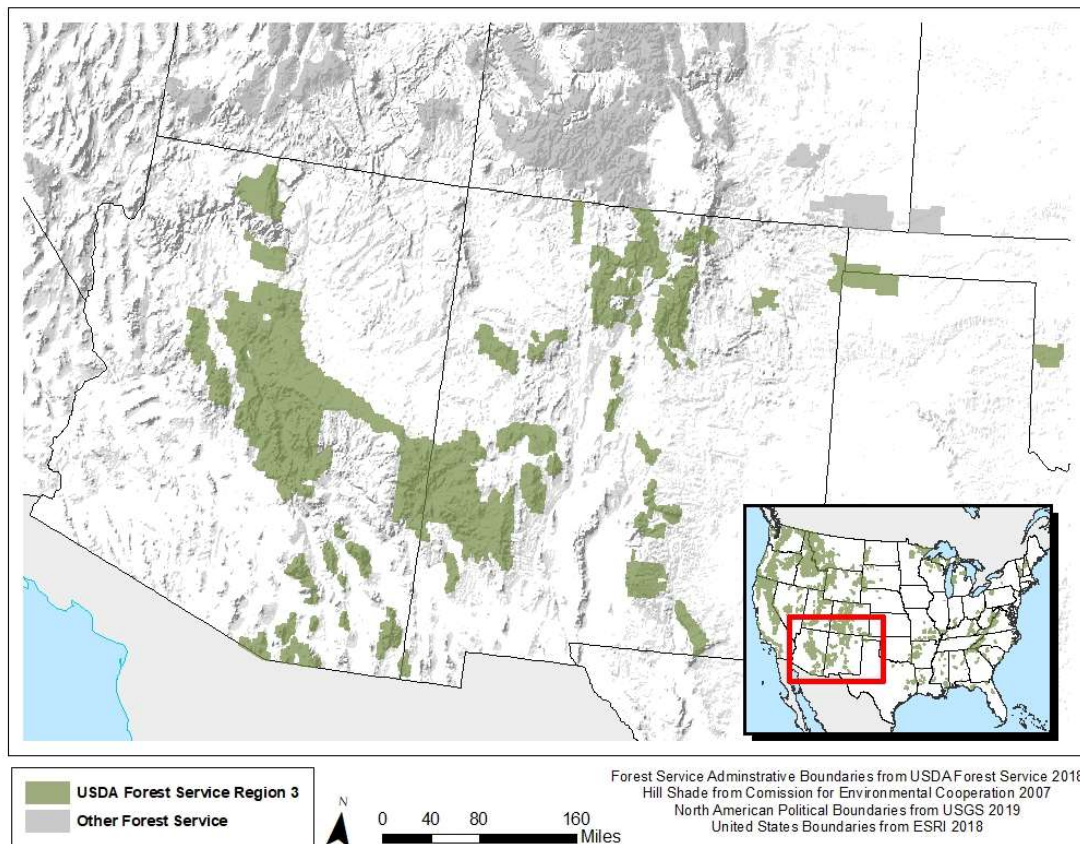 USDA Forest Service Region 3
Other Forest Service
N
0 40 80 160
Miles
Forest Service Adminstrative Boundaries from USDA Forest Service 2018
Hill Shade from Comission for Environmental Cooperation 2007
North American Political Boundaries from USGS 2019
United States Boundaries from ESRI 2018